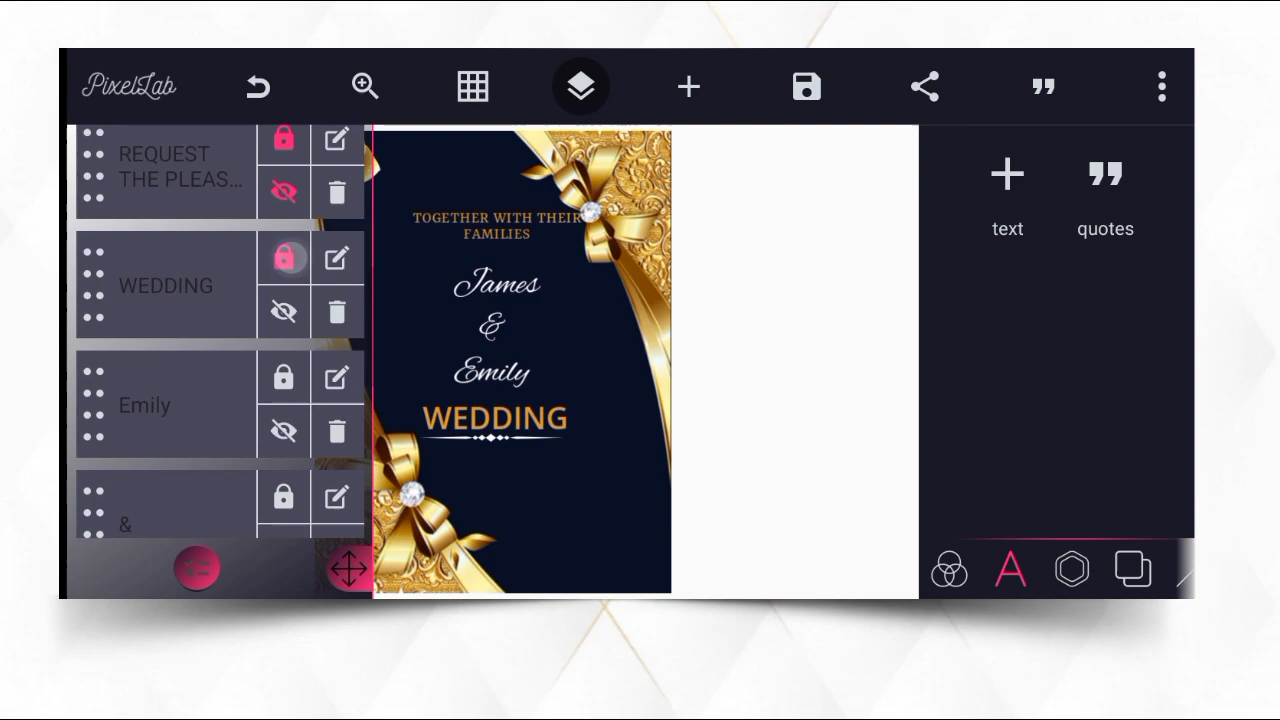 PixelLab
REQUEST
THE PLEAS...
WEDDING
Emily
&
TOGETHER WITH THEIR
FAMILIES
James
&
Emily
WEDDING
text
quotes